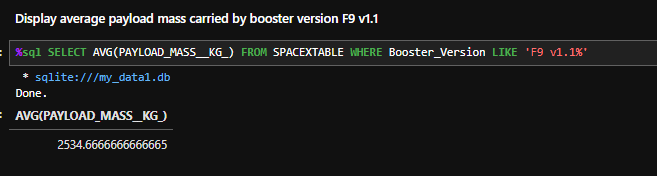 Display average payload mass carried by booster version F9 v1.1
: %sql SELECT AVG(PAYLOAD_MASS__KG_) FROM SPACEXTABLE WHERE Booster_Version LIKE 'F9 v1.1%'
* sqlite:///my_data1.db
Done.
: AVG(PAYLOAD_MASS__KG_)
2534.6666666666665